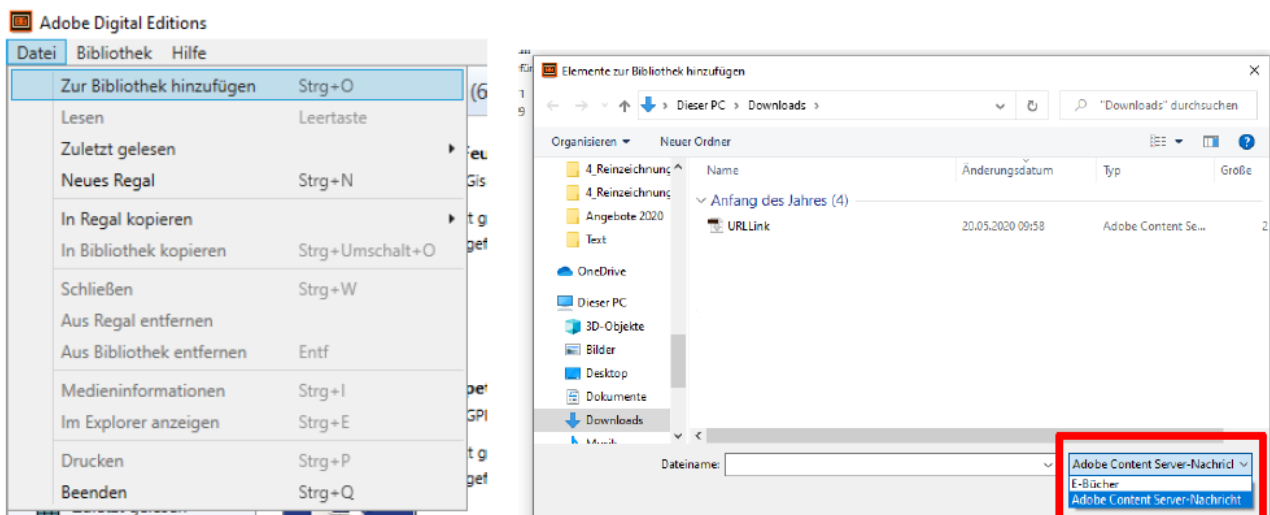 Adobe Digital Editions
Datei Bibliothek Hilfe
Zur Bibliothek hinzufügen Strg+O
Lesen Leertaste
Zuletzt gelesen
Neues Regal Strg+N
In Regal kopieren
In Bibliothek kopieren Strg+Umschalt+O
Schließen Strg+W
Aus Regal entfernen
Aus Bibliothek entfernen Entf
Medieninformationen Strg+I
Im Explorer anzeigen Strg+E
Drucken Strg+P
Beenden Strg+Q
Elemente zur Bibliothek hinzufügen
Dieser PC > Downloads >
"Downloads" durchsuchen
Organisieren Neuer Ordner
Name Änderungsdatum Typ Größe
4_Reinzeichnung
4_Reinzeichnung
Angebote 2020
Text
OneDrive
Dieser PC
3D-Objekte
Bilder
Desktop
Dokumente
Downloads
Anfang des Jahres (4)
URLLink 20.05.2020 09:58 Adobe Content Se... 2
Dateiname:
Adobe Content Server-Nachricl
E-Bücher
Adobe Content Server-Nachricht